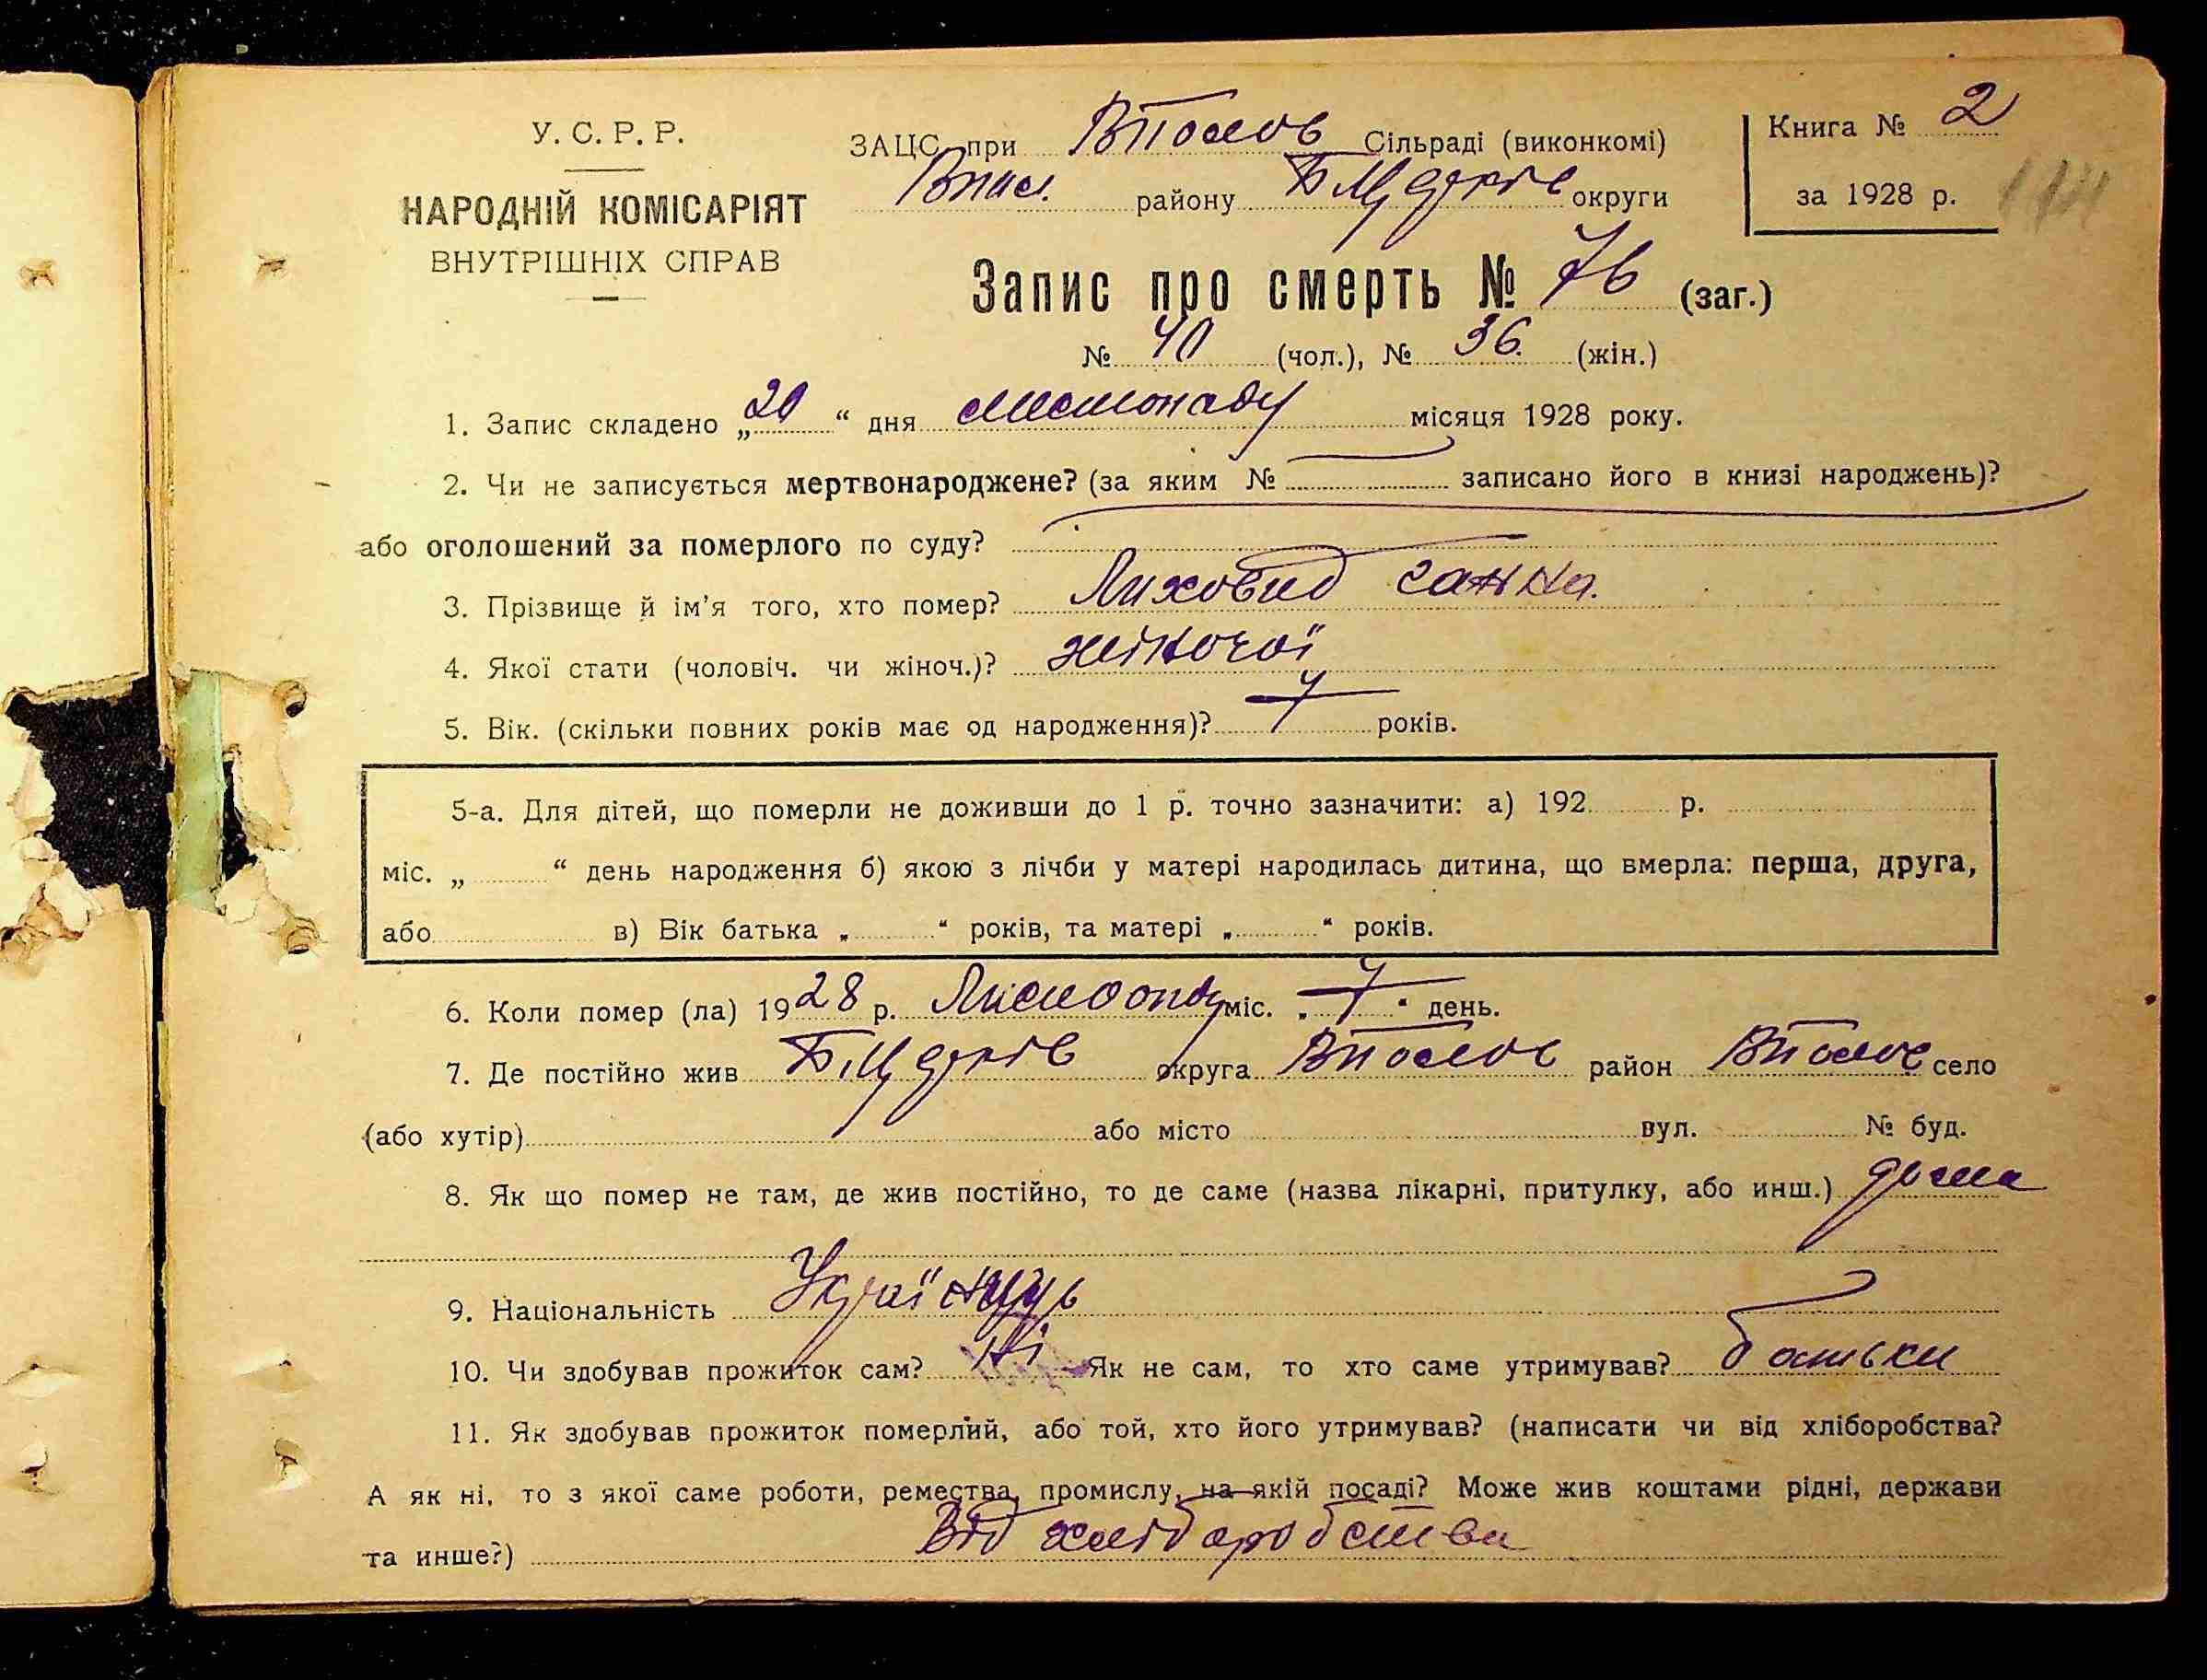 У. С. Р. Р.
НАРОДНІЙ КОМІСАРІЯТ
ВНУТРІШНІХ СПРАВ
ЗАЦС при Вполов Сільраді (виконкомі)
району Б.Ц. округи
Книга № 2
за 1928 р.
Запис про смерть № 76 (заг.)
№ 40 (чол.), № 36. (жін.)
1. Запис складено „20“ дня листопаду місяця 1928 року.
2. Чи не записується мертвонароджене? (за яким № записано його в книзі народжень)?
або оголошений за померлого по суду?
3. Прізвище й ім'я того, хто помер? Лиховид Ганна.
4. Якої стати (чоловіч. чи жіноч.)? жіночої
5. Вік. (скільки повних років має од народження)? 7 років.
5-а. Для дітей, що померли не доживши до 1 р. точно зазначити: а) 192 р.
міс. „ “ день народження б) якою з лічби у матері народилась дитина, що вмерла: перша, друга,
або в) Вік батька „ “ років, та матері „ “ років.
6. Коли помер (ла) 1928 р. Листопаду міс. „7“ день.
7. Де постійно жив Б.Ц. округа Вполов район Вполов село
(або хутір) або місто вул. № буд.
8. Як що помер не там, де жив постійно, то де саме (назва лікарні, притулку, або инш.) дома
9. Національність
10. Чи здобував прожиток сам? Ні Як не сам, то хто саме утримував? батьки
11. Як здобував прожиток померлий, або той, хто його утримував? (написати чи від хліборобства?
А як ні, то з якої саме роботи, ремества, промислу, на якій посаді? Може жив коштами рідні, держави
та инше?) Від хліборобства